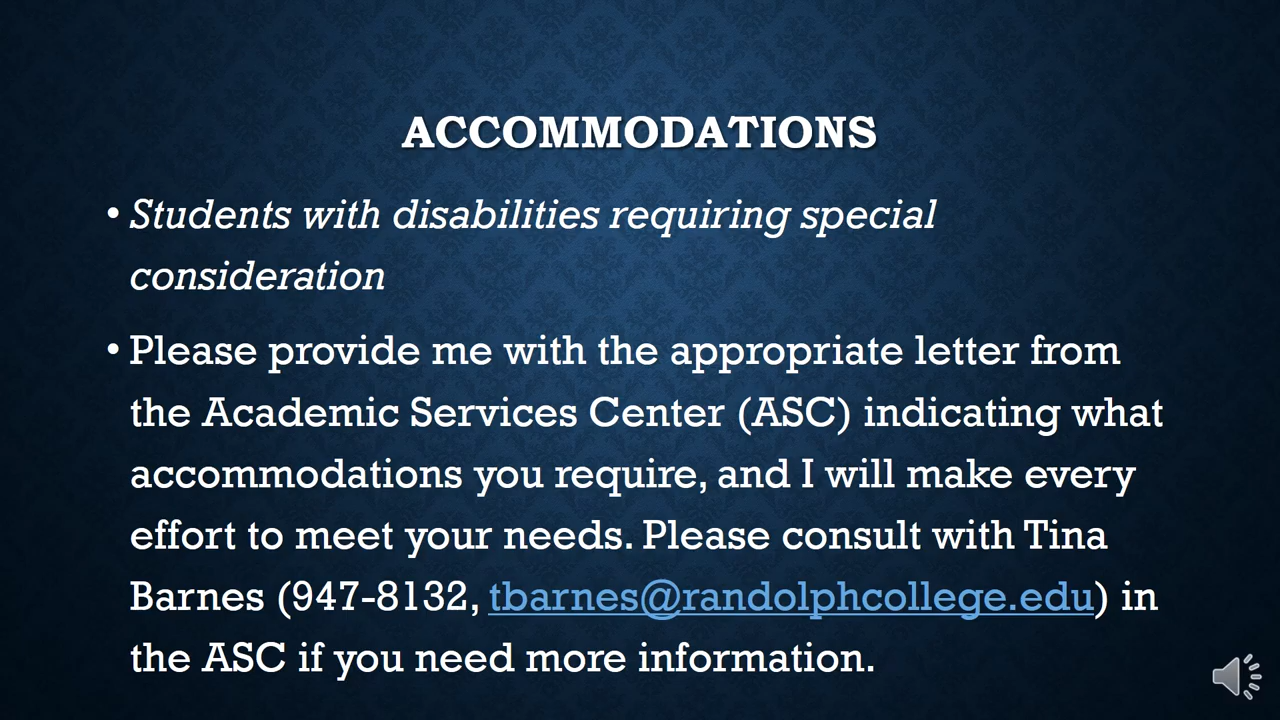 ACCOMMODATIONS
• Students with disabilities requiring special
consideration
• Please provide me with the appropriate letter from
the Academic Services Center (ASC) indicating what
accommodations you require, and I will make every
effort to meet your needs. Please consult with Tina
Barnes (947-8132, tbarnes@randolphcollege.edu) in
the ASC if you need more information.